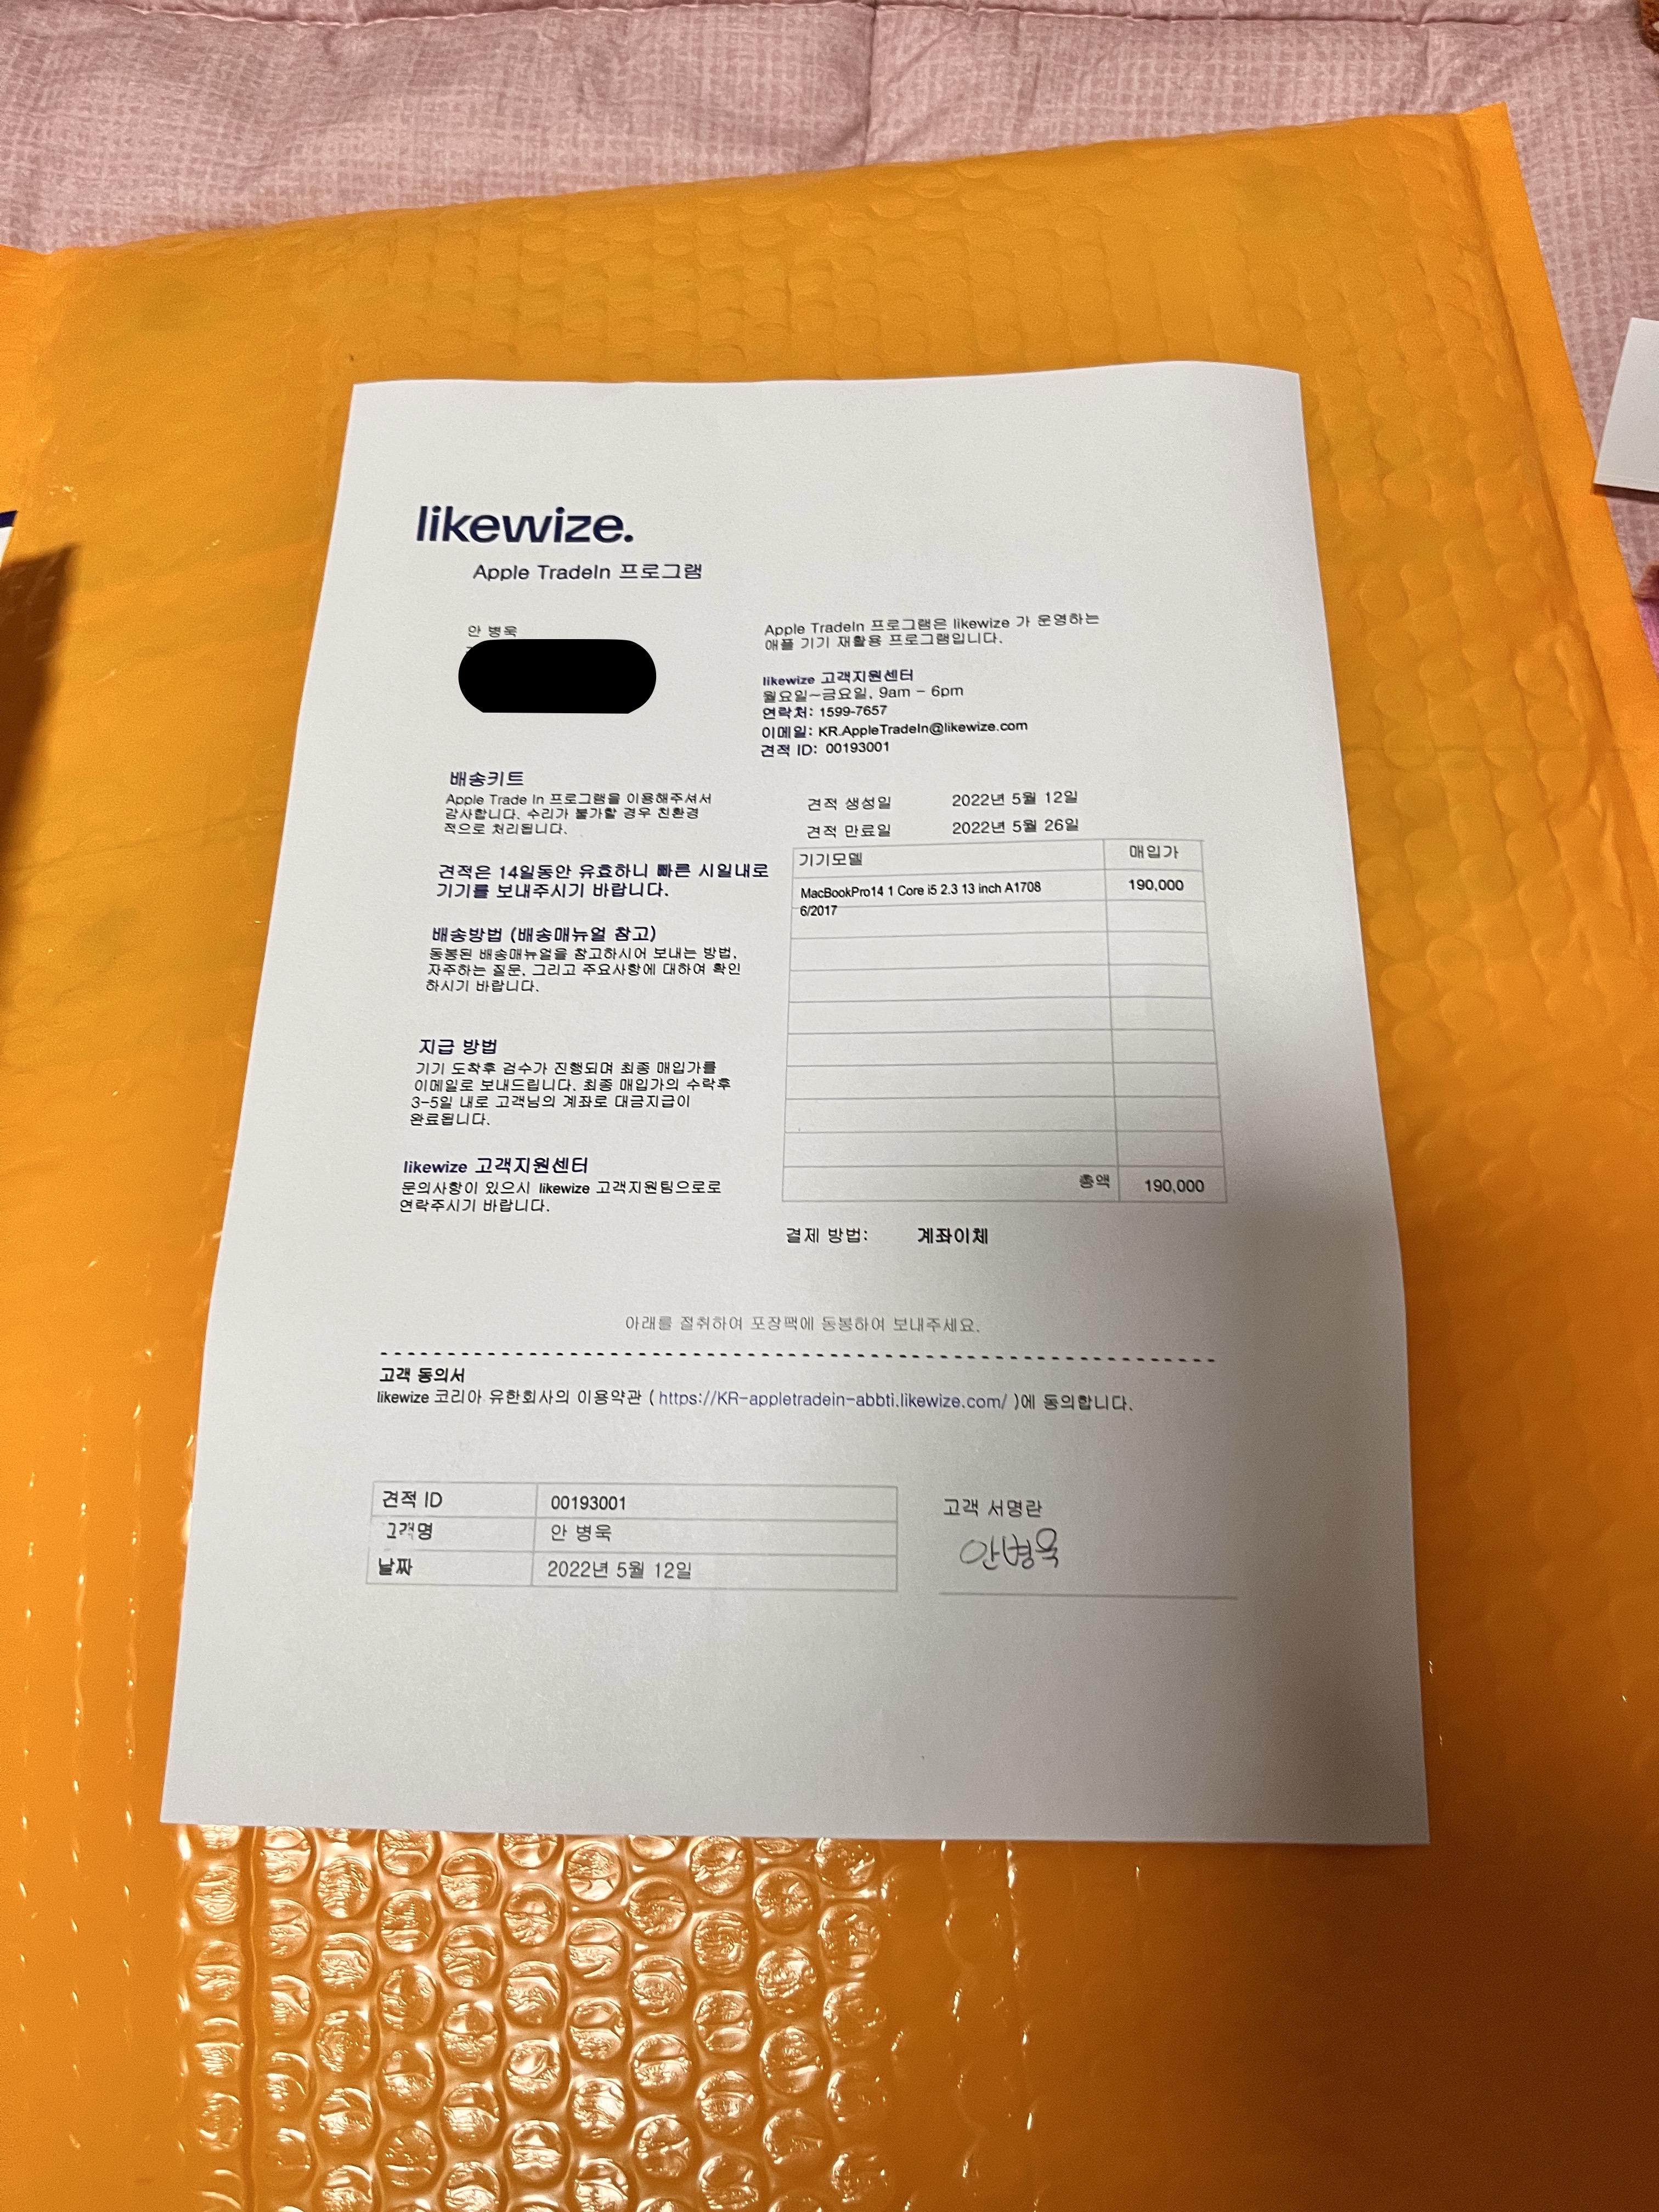 likewize.
Apple TradeIn 프로그램
안 병욱
Apple TradeIn 프로그램은 likewize 가 운영하는
애플 기기 재활용 프로그램입니다.
likewize 고객지원센터
월요일~금요일, 9am - 6pm
연락처: 1599-7657
이메일: KR.AppleTradeIn@likewize.com
견적 ID: 00193001
배송키트
Apple Trade In 프로그램을 이용해주셔서
감사합니다. 수리가 불가할 경우 친환경
적으로 처리됩니다.
견적은 14일동안 유효하니 빠른 시일내로
기기를 보내주시기 바랍니다.
배송방법 (배송매뉴얼 참고)
동봉된 배송매뉴얼을 참고하시어 보내는 방법,
자주하는 질문, 그리고 주요사항에 대하여 확인
하시기 바랍니다.
지급 방법
기기 도착후 검수가 진행되며 최종 매입가를
이메일로 보내드립니다. 최종 매입가의 수락후
3-5일 내로 고객님의 계좌로 대금지급이
완료됩니다.
likewize 고객지원센터
문의사항이 있으시 likewize 고객지원팀으로로
연락주시기 바랍니다.
견적 생성일 2022년 5월 12일
견적 만료일 2022년 5월 26일
기기모델 매입가
MacBookPro14 1 Core i5 2.3 13 inch A1708 190,000
6/2017
총액 190,000
결제 방법: 계좌이체
아래를 절취하여 포장팩에 동봉하여 보내주세요.
고객 동의서
likewize 코리아 유한회사의 이용약관 ( https://KR-appletradein-abbti.likewize.com/ )에 동의합니다.
견적 ID 00193001
고객명 안 병욱
날짜 2022년 5월 12일
고객 서명란
안병욱